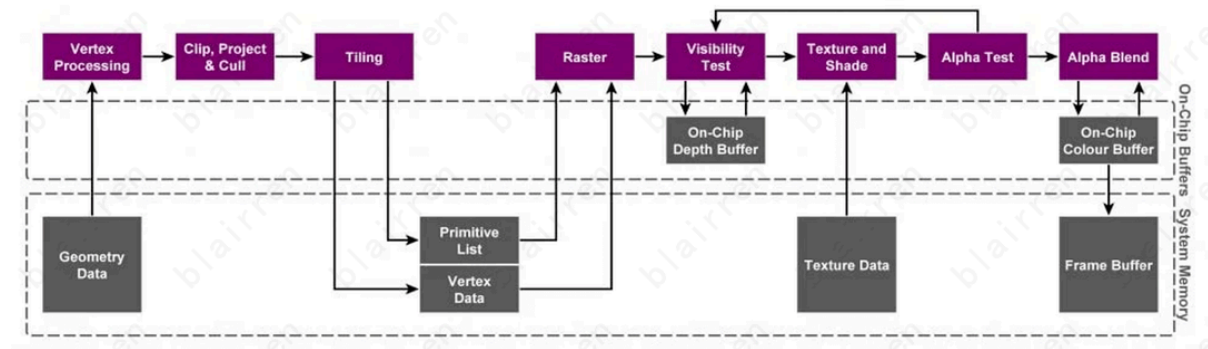 Vertex
Processing
Clip, Project
& Cull
Tiling
Raster
Visibility
Test
Texture and
Shade
Alpha Test
Alpha Blend
On-Chip
Depth Buffer
On-Chip
Colour Buffer
On-Chip Buffers
Geometry
Data
Primitive
List
Vertex
Data
Texture Data
Frame Buffer
System Memory
blairren